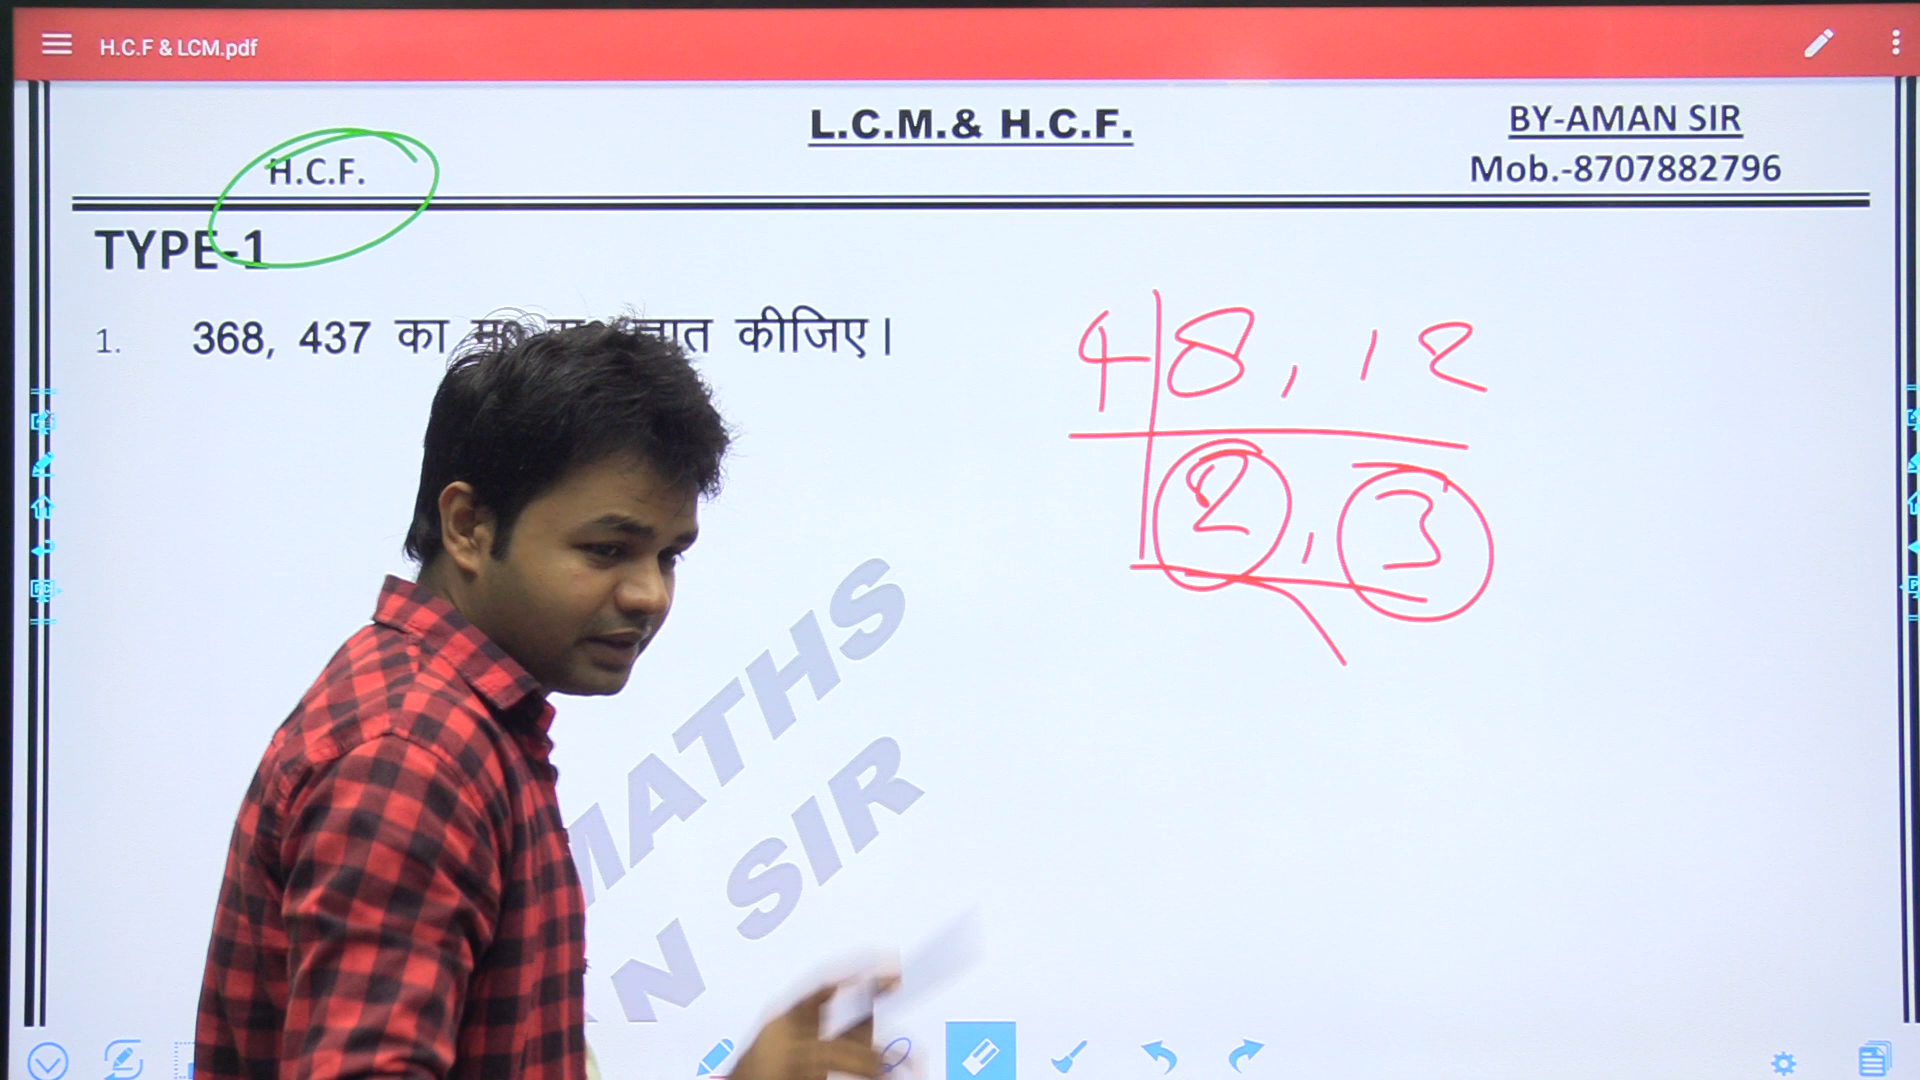 H.C.F & LCM.pdf
L.C.M.& H.C.F.
BY-AMAN SIR
H.C.F.
Mob.-8707882796
TYPE-1
1. 368, 437 का कीजिए।
4 8, 12
2, 3
MATHS
SIR